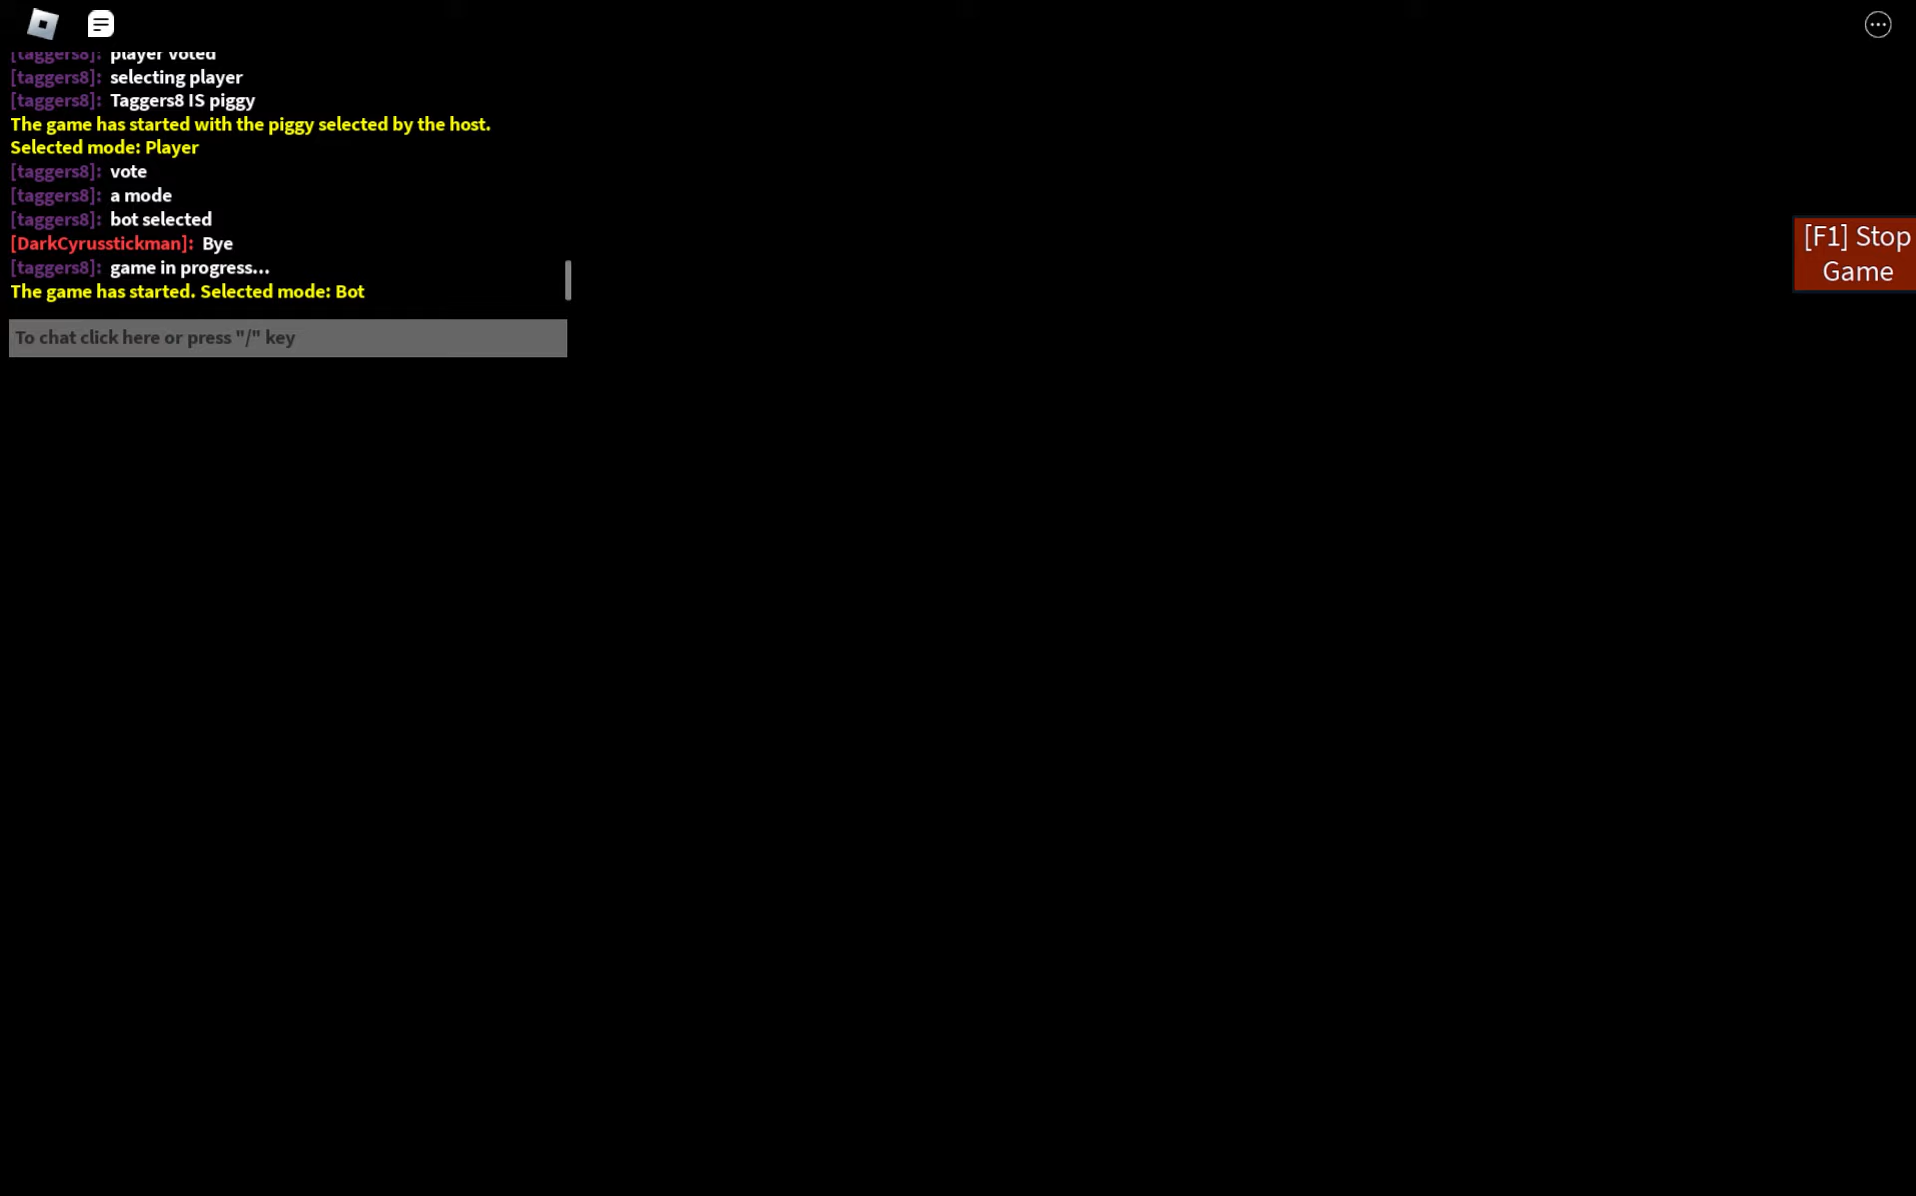 [taggers8]: player voted
[taggers8]: selecting player
[taggers8]: Taggers8 IS piggy
The game has started with the piggy selected by the host.
Selected mode: Player
[taggers8]: vote
[taggers8]: a mode
[taggers8]: bot selected
[DarkCyrusstickman]: Bye
[taggers8]: game in progress...
The game has started. Selected mode: Bot
To chat click here or press "/" key
[F1] Stop
Game